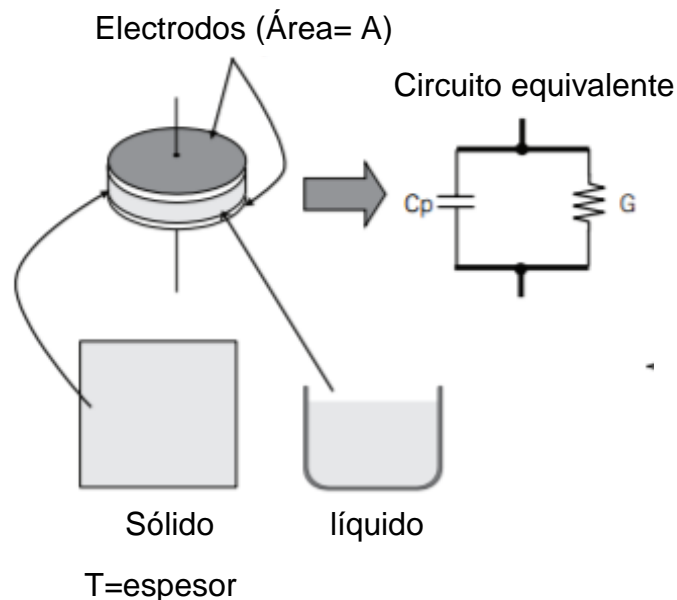 Electrodos (Área= A)
Circuito equivalente
Cp
G
Sólido
líquido
T=espesor